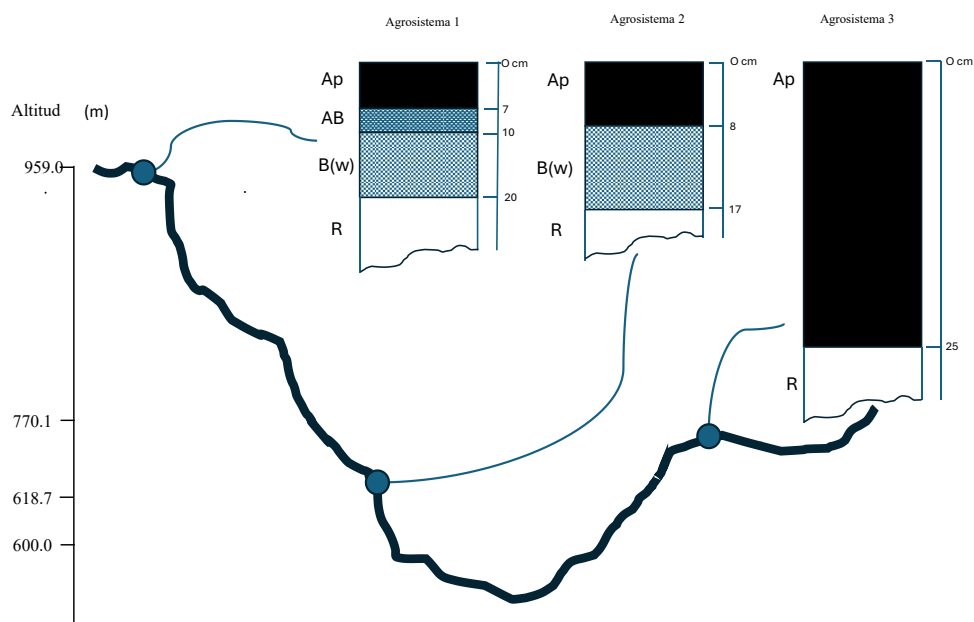 Agrosistema 1
Agrosistema 2
Agrosistema 3
Altitud (m)
959.0
770.1
618.7
600.0
Ap
AB
B(w)
R
O cm
7
10
20
Ap
B(w)
R
O cm
8
17
Ap
R
O cm
25